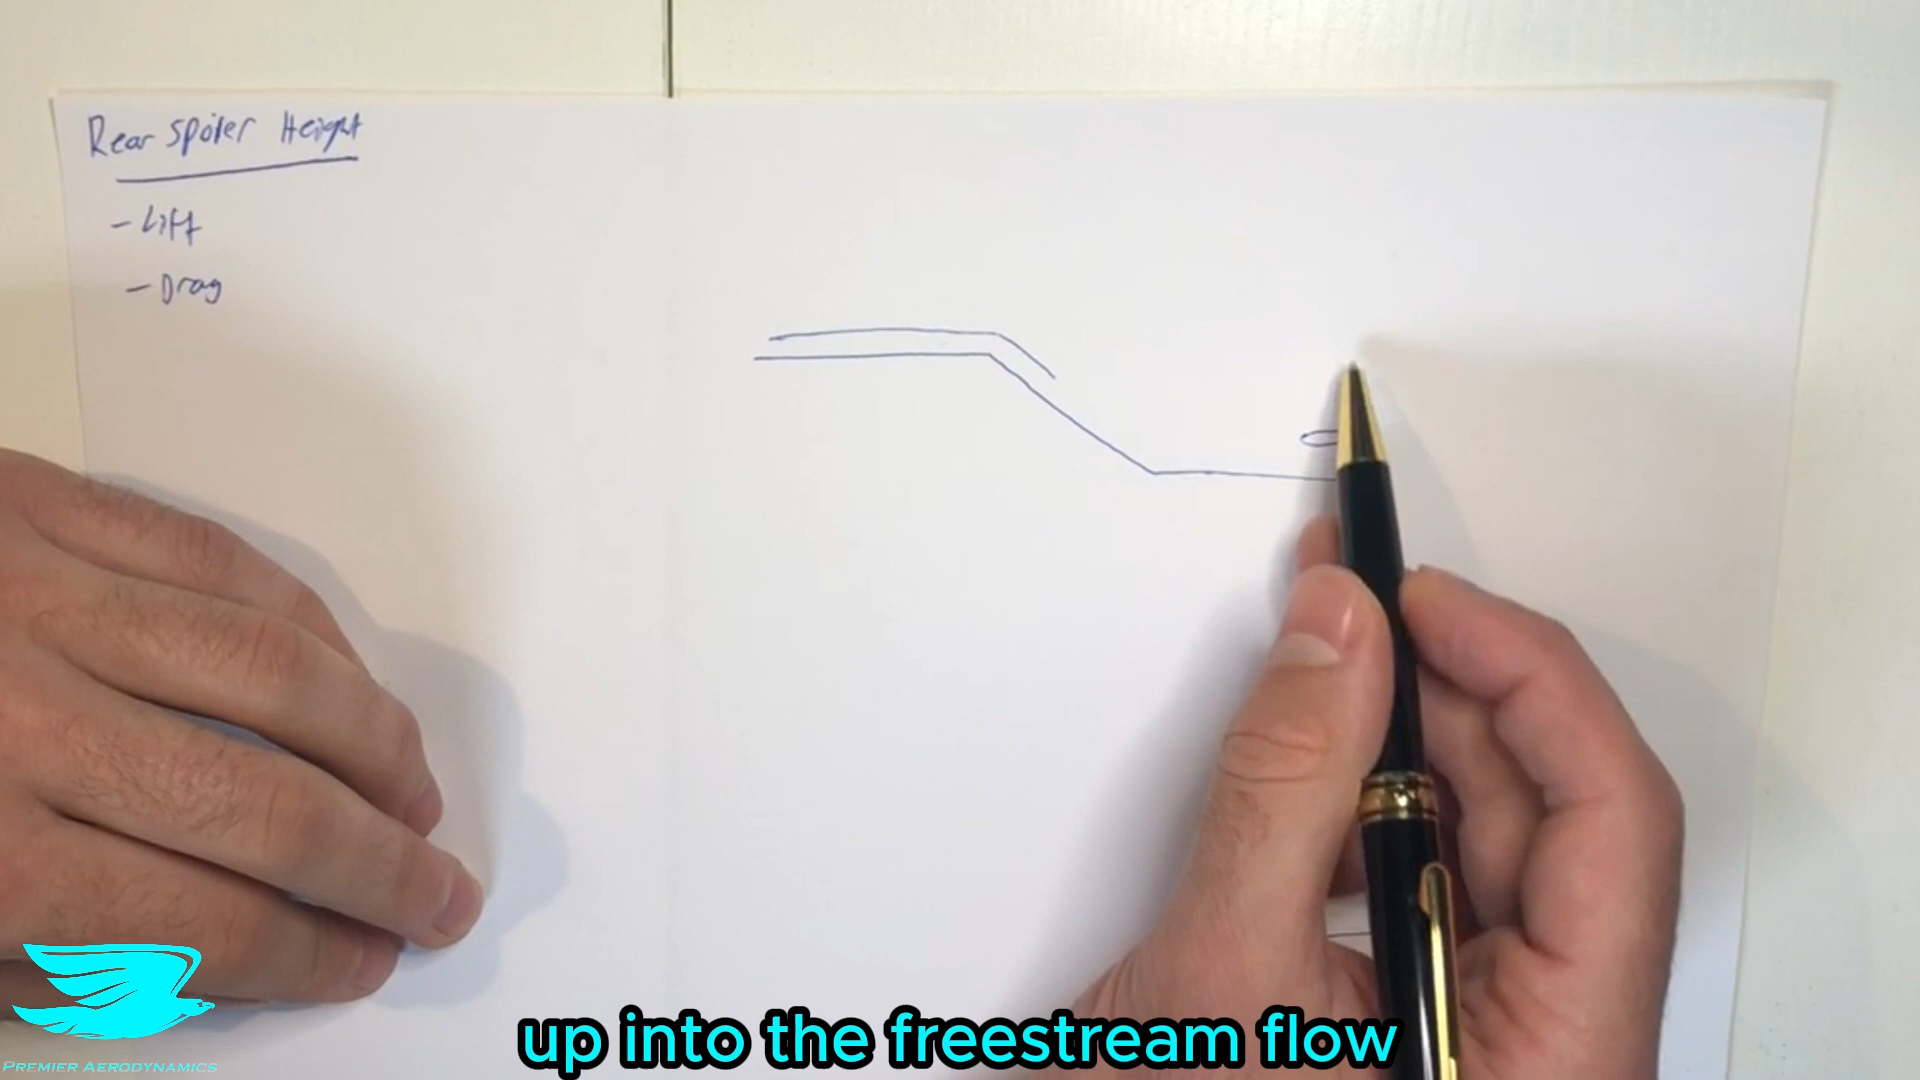 Rear Spoiler Height
- Lift
- Drag
up into the freestream flow
PREMIER AERODYNAMICS